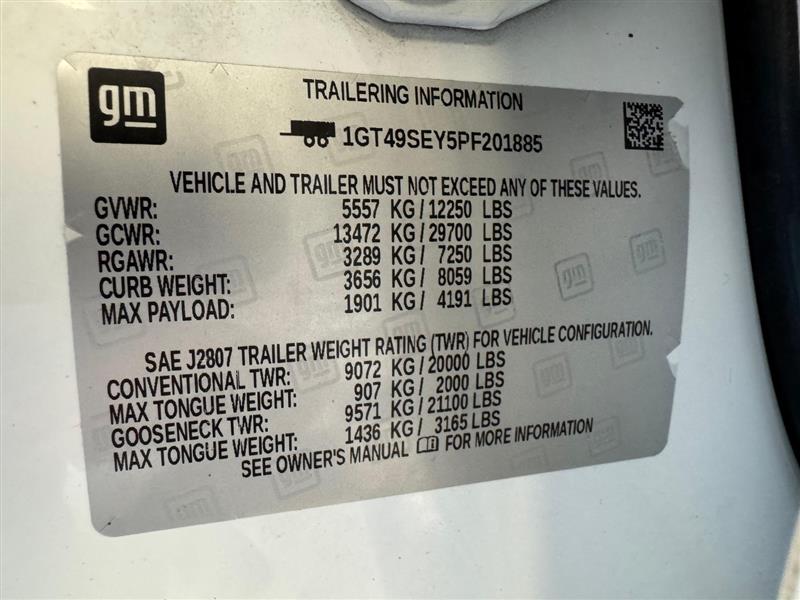 gm
TRAILERING INFORMATION
1GT49SEY5PF201885
VEHICLE AND TRAILER MUST NOT EXCEED ANY OF THESE VALUES.
GVWR: 5557 KG/12250 LBS
GCWR: 13472 KG/29700 LBS
RGAWR: 3289 KG/ 7250 LBS
CURB WEIGHT: 3656 KG/ 8059 LBS
MAX PAYLOAD: 1901 KG/ 4191 LBS
SAE J2807 TRAILER WEIGHT RATING (TWR) FOR VEHICLE CONFIGURATION.
CONVENTIONAL TWR: 9072 KG/20000 LBS
MAX TONGUE WEIGHT: 907 KG/ 2000 LBS
GOOSENECK TWR: 9571 KG/21100 LBS
MAX TONGUE WEIGHT: 1436 KG/ 3165 LBS
SEE OWNER'S MANUAL FOR MORE INFORMATION